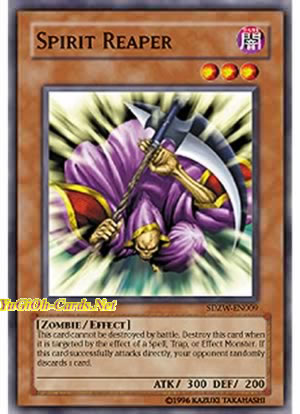 SPIRIT REAPER
闇
YuGiOh-Cards.Net
SDZW-EN009
[ZOMBIE/EFFECT]
This card cannot be destroyed by battle. Destroy this card when
it is targeted by the effect of a Spell, Trap, or Effect Monster. If
this card successfully attacks directly, your opponent randomly
discards 1 card.
ATK/ 300 DEF/ 200
©1996 KAZUKI TAKAHASHI